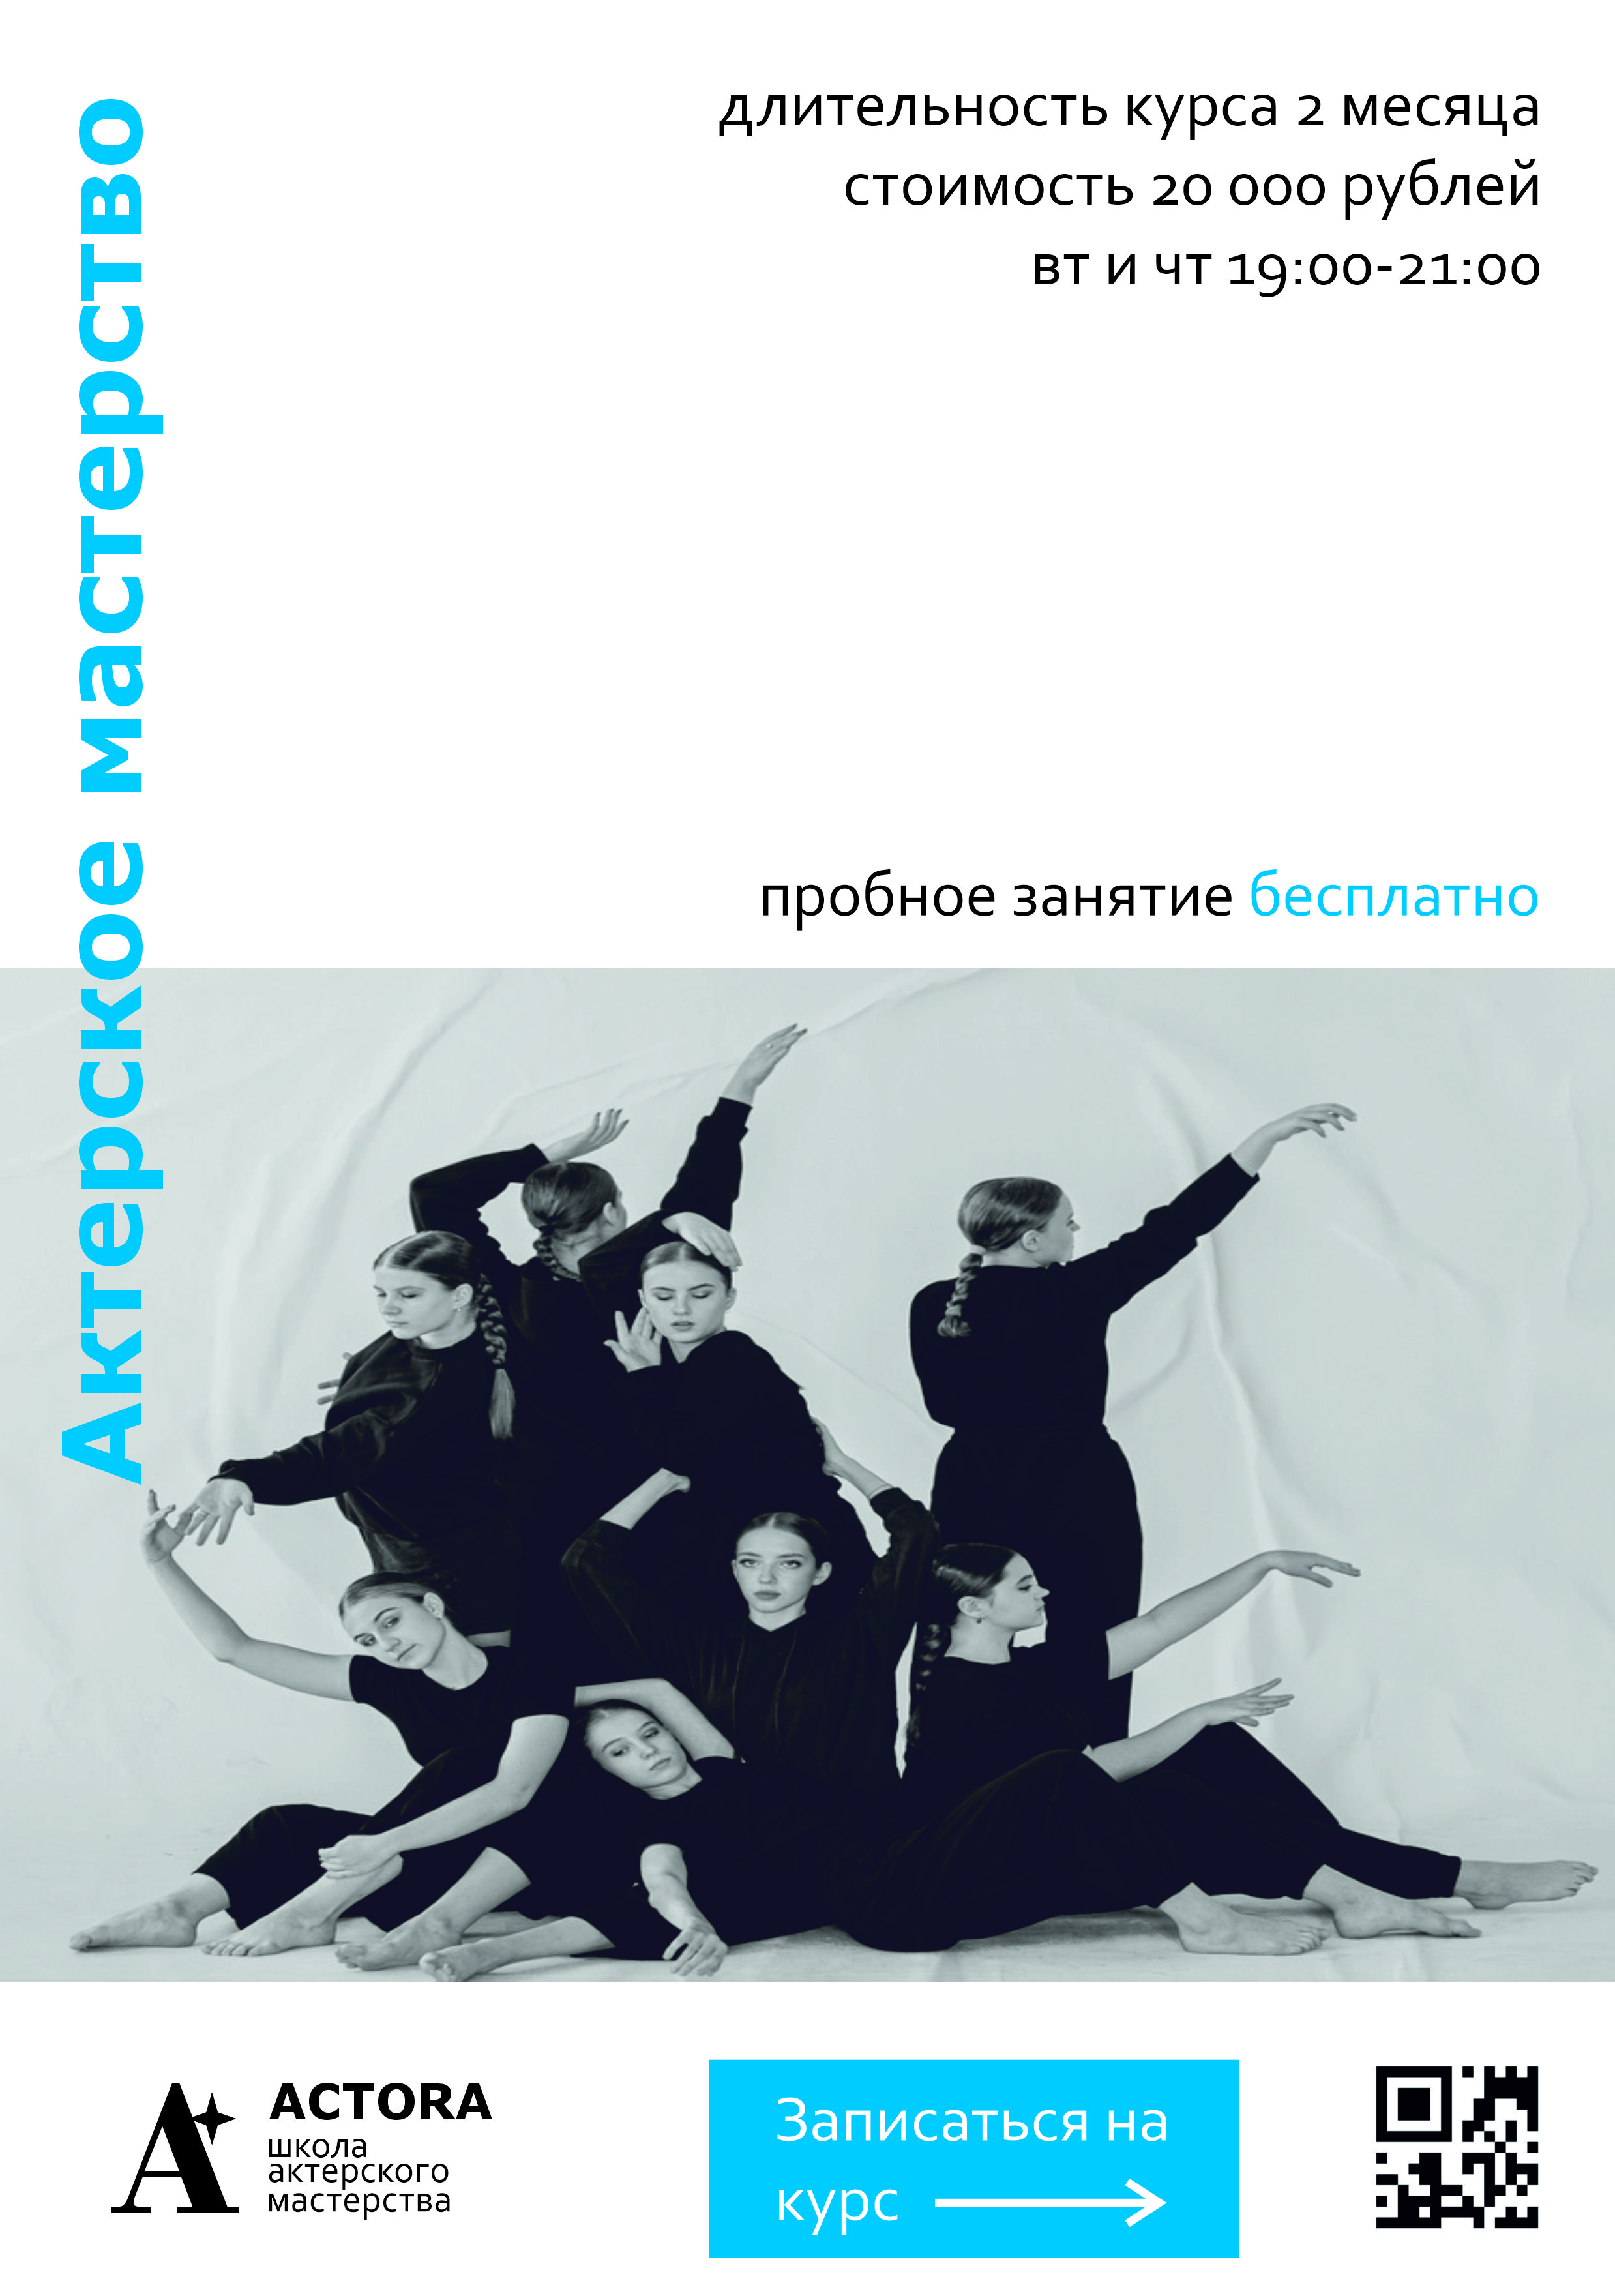 Актерское мастерство
длительность курса 2 месяца
стоимость 20 000 рублей
вт и чт 19:00-21:00
пробное занятие бесплатно
ACTORA
школа
актерского
мастерства
Записаться на
курс